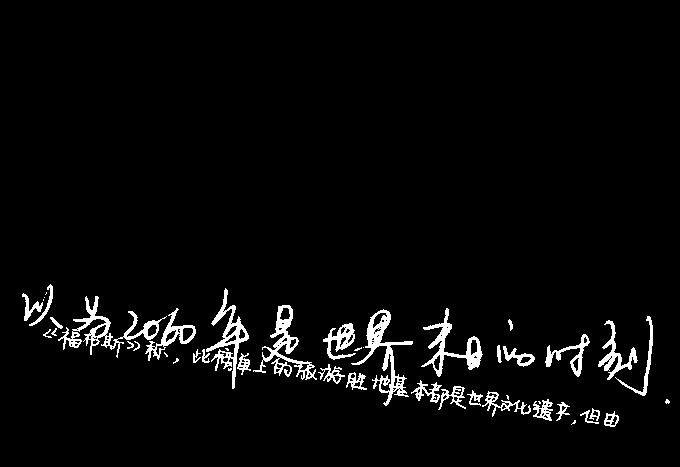 以为2060年是世界末日的时刻.
《福布斯》称，此榜单上的旅游胜地基本都是世界文化遗产，但由